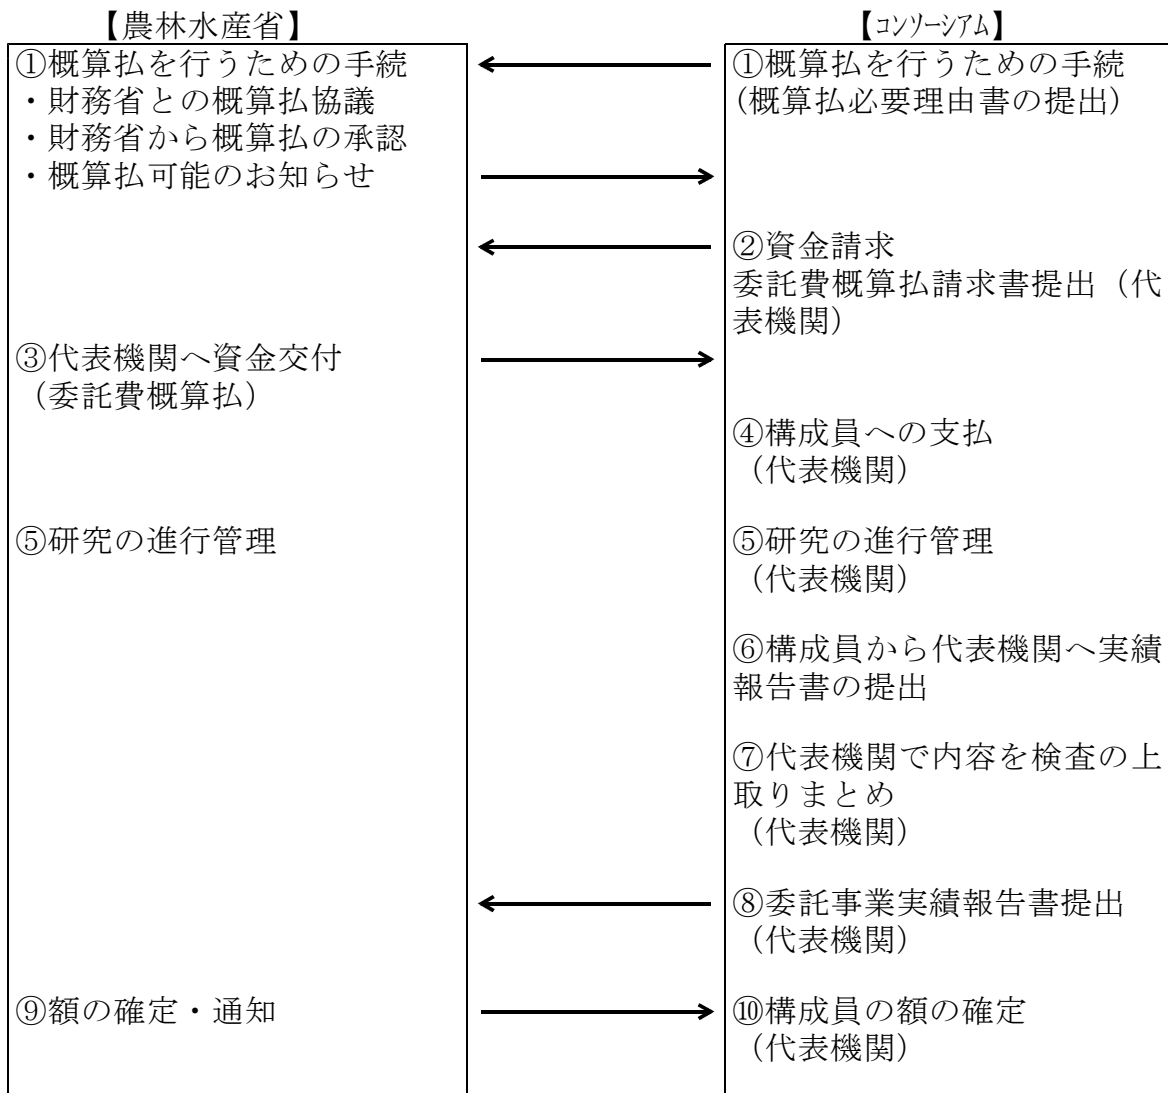 【農林水産省】
【コンソーシアム】
①概算払を行うための手続
・財務省との概算払協議
・財務省から概算払の承認
・概算払可能のお知らせ
①概算払を行うための手続
(概算払必要理由書の提出)
②資金請求
委託費概算払請求書提出（代
表機関）
③代表機関へ資金交付
（委託費概算払）
④構成員への支払
（代表機関）
⑤研究の進行管理
⑤研究の進行管理
（代表機関）
⑥構成員から代表機関へ実績
報告書の提出
⑦代表機関で内容を検査の上
取りまとめ
（代表機関）
⑧委託事業実績報告書提出
（代表機関）
⑨額の確定・通知
⑩構成員の額の確定
（代表機関）